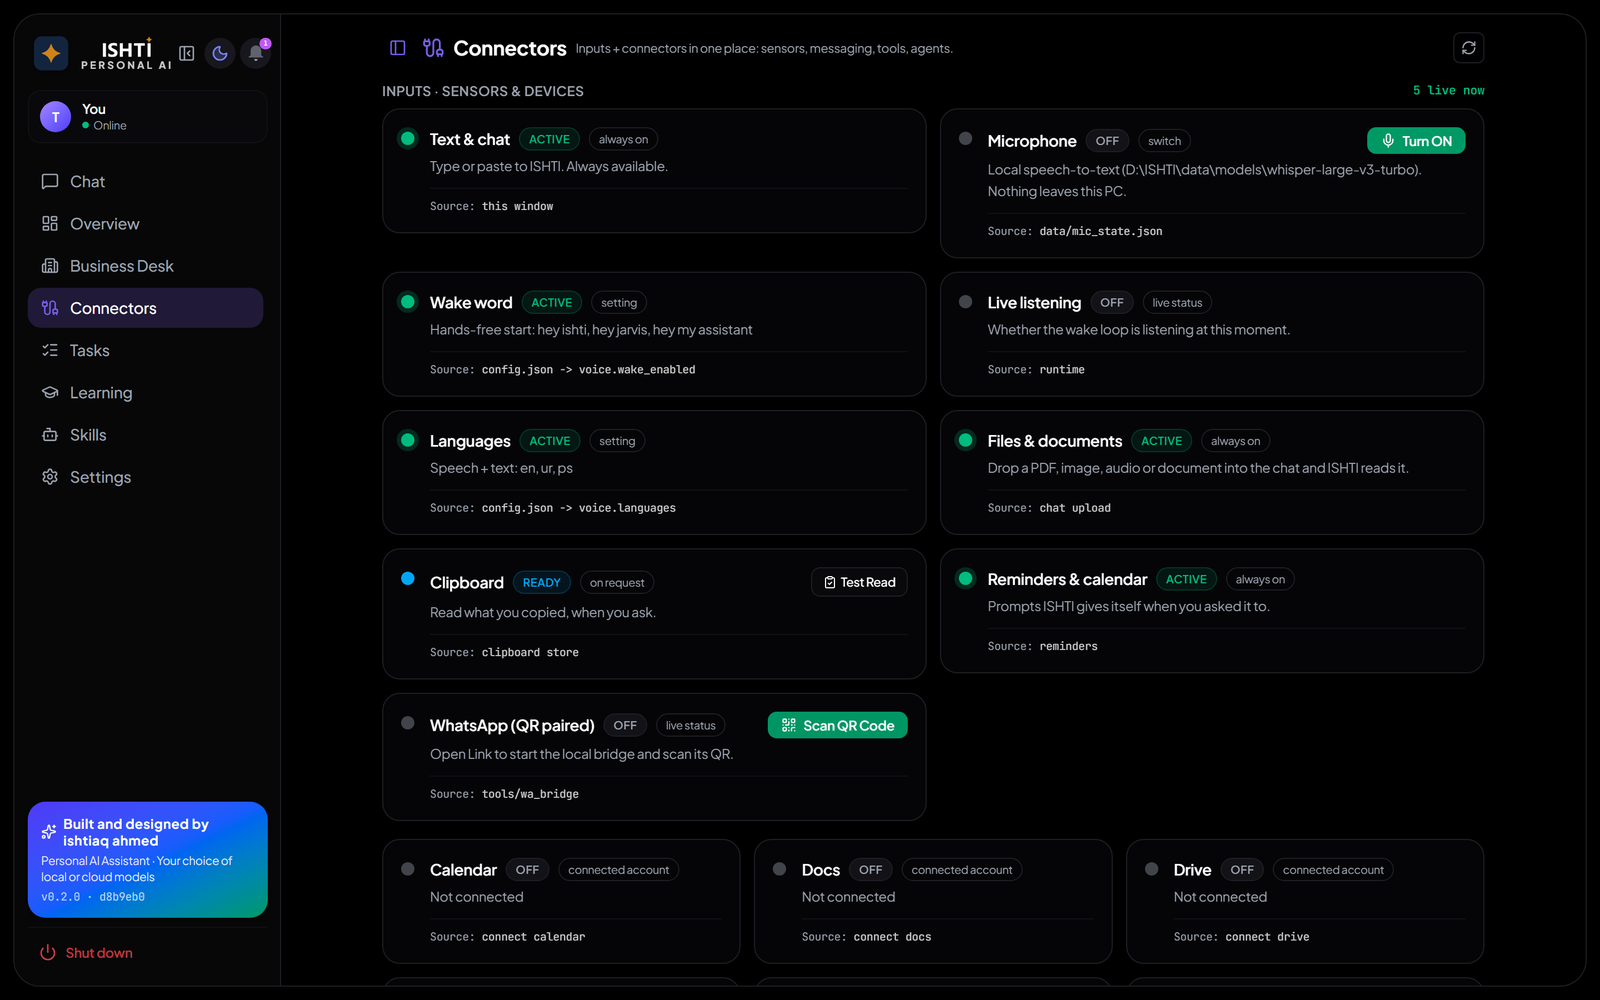 ISHTI
PERSONAL AI
1
T
You
Online
Chat
Overview
Business Desk
Connectors
Tasks
Learning
Skills
Settings
Built and designed by
ishtiaq ahmed
Personal AI Assistant · Your choice of
local or cloud models
v0.2.0 · d8b9eb0
Shut down
Connectors
Inputs + connectors in one place: sensors, messaging, tools, agents.
INPUTS · SENSORS & DEVICES
5 live now
Text & chat ACTIVE always on
Type or paste to ISHTI. Always available.
Source: this window
Microphone OFF switch
Turn ON
Local speech-to-text (D:\ISHTI\data\models\whisper-large-v3-turbo).
Nothing leaves this PC.
Source: data/mic_state.json
Wake word ACTIVE setting
Hands-free start: hey ishti, hey jarvis, hey my assistant
Source: config.json -> voice.wake_enabled
Live listening OFF live status
Whether the wake loop is listening at this moment.
Source: runtime
Languages ACTIVE setting
Speech + text: en, ur, ps
Source: config.json -> voice.languages
Files & documents ACTIVE always on
Drop a PDF, image, audio or document into the chat and ISHTI reads it.
Source: chat upload
Clipboard READY on request
Test Read
Read what you copied, when you ask.
Source: clipboard store
Reminders & calendar ACTIVE always on
Prompts ISHTI gives itself when you asked it to.
Source: reminders
WhatsApp (QR paired) OFF live status
Scan QR Code
Open Link to start the local bridge and scan its QR.
Source: tools/wa_bridge
Calendar OFF connected account
Not connected
Source: connect calendar
Docs OFF connected account
Not connected
Source: connect docs
Drive OFF connected account
Not connected
Source: connect drive